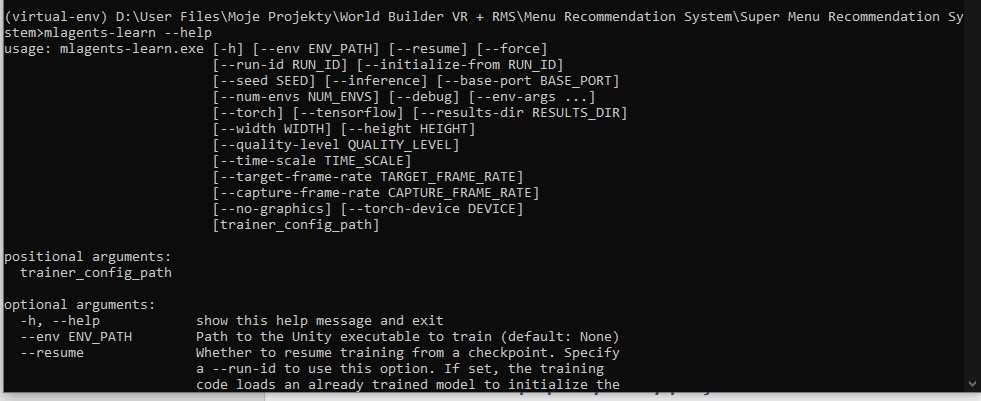 (virtual-env) D:\User Files\Moje Projekty\World Builder VR + RMS\Menu Recommendation System\Super Menu Recommendation Sy
stem>mlagents-learn --help
usage: mlagents-learn.exe [-h] [--env ENV_PATH] [--resume] [--force]
[--run-id RUN_ID] [--initialize-from RUN_ID]
[--seed SEED] [--inference] [--base-port BASE_PORT]
[--num-envs NUM_ENVS] [--debug] [--env-args ...]
[--torch] [--tensorflow] [--results-dir RESULTS_DIR]
[--width WIDTH] [--height HEIGHT]
[--quality-level QUALITY_LEVEL]
[--time-scale TIME_SCALE]
[--target-frame-rate TARGET_FRAME_RATE]
[--capture-frame-rate CAPTURE_FRAME_RATE]
[--no-graphics] [--torch-device DEVICE]
[trainer_config_path]
positional arguments:
trainer_config_path
optional arguments:
-h, --help show this help message and exit
--env ENV_PATH Path to the Unity executable to train (default: None)
--resume Whether to resume training from a checkpoint. Specify
a --run-id to use this option. If set, the training
code loads an already trained model to initialize the